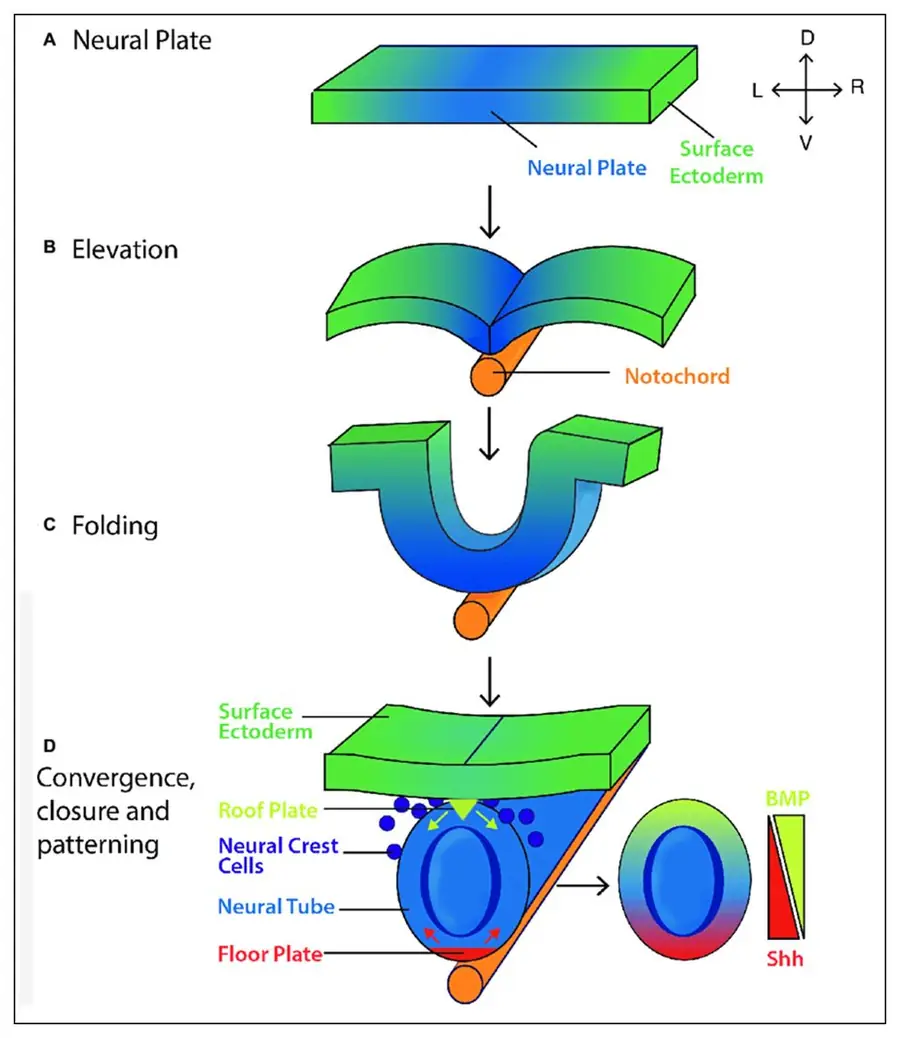 A Neural Plate
D
L R
V
Neural Plate
Surface
Ectoderm
B Elevation
Notochord
C Folding
D
Convergence,
closure and
patterning
Surface
Ectoderm
Roof Plate
Neural Crest
Cells
Neural Tube
Floor Plate
BMP
Shh